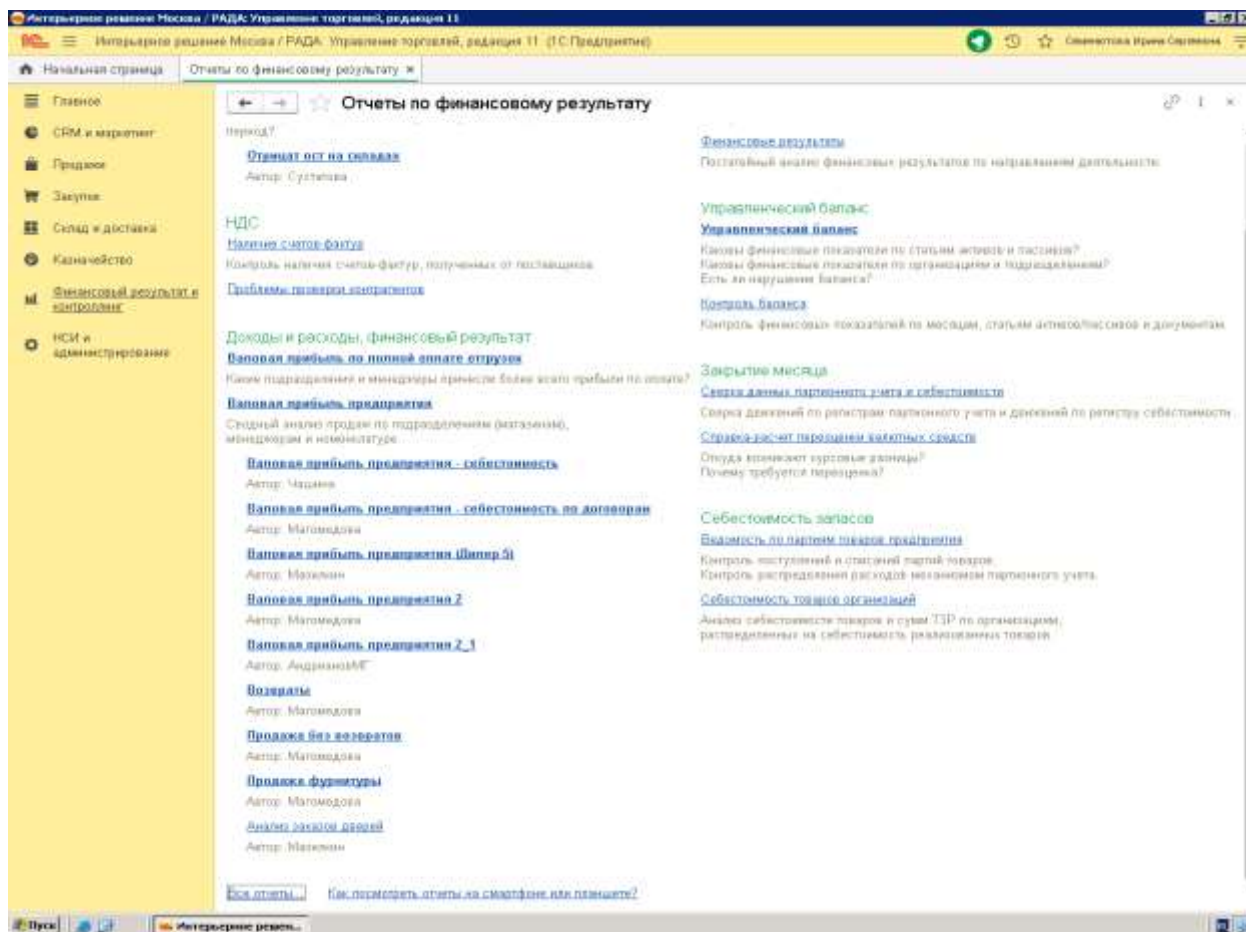 Интерьерное решение Москва / РАДА: Управление торговлей, редакция 11
Интерьерное решение Москва / РАДА: Управление торговлей, редакция 11 (1С:Предприятие)
Начальная страница
Отчеты по финансовому результату ×
Главное
CRM и маркетинг
Продажи
Закупки
Склад и доставка
Казначейство
Финансовый результат и
контроллинг
НСИ и
администрирование
Отчеты по финансовому результату
период?
Отрицат ост на складах
Автор:
НДС
Наличие счетов-фактур
Контроль наличия счетов-фактур, полученных от поставщиков.
Проблемы проверки контрагентов
Доходы и расходы, финансовый результат
Валовая прибыль по полной оплате отгрузок
Какие подразделения и менеджеры принесли более всего прибыли по оплате?
Валовая прибыль предприятия
Сводный анализ продаж по подразделениям (магазинам),
менеджерам и номенклатуре.
Валовая прибыль предприятия - себестоимость
Автор:
Валовая прибыль предприятия - себестоимость по договорам
Автор: Магомедова
Валовая прибыль предприятия (Дилер 5)
Автор: Мазилкин
Валовая прибыль предприятия 2
Автор: Магомедова
Валовая прибыль предприятия 2_1
Автор: АндриановМГ
Возвраты
Автор: Магомедова
Продажа без возвратов
Автор: Магомедова
Продажа фурнитуры
Автор: Магомедова
Анализ заказов дверей
Автор: Мазилкин
Все отчеты...
Как посмотреть отчеты на смартфоне или планшете?
Финансовые результаты
Постатейный анализ финансовых результатов по направлениям деятельности.
Управленческий баланс
Управленческий баланс
Каковы финансовые показатели по статьям активов и пассивов?
Каковы финансовые показатели по организациям и подразделениям?
Есть ли нарушения баланса?
Контроль баланса
Контроль финансовых показателей по месяцам, статьям активов/пассивов и документам.
Закрытие месяца
Сверка данных партионного учета и себестоимости
Сверка движений по регистрам партионного учета и движений по регистру себестоимости
Справка-расчет переоценки валютных средств
Откуда возникают курсовые разницы?
Почему требуется переоценка?
Себестоимость запасов
Ведомость по партиям товаров предприятия
Контроль поступлений и списаний партий товаров.
Контроль распределения расходов механизмом партионного учета.
Себестоимость товаров организаций
Анализ себестоимости товаров и сумм ТЗР по организациям,
распределенных на себестоимость реализованных товаров.
Пуск
Интерьерное решен...